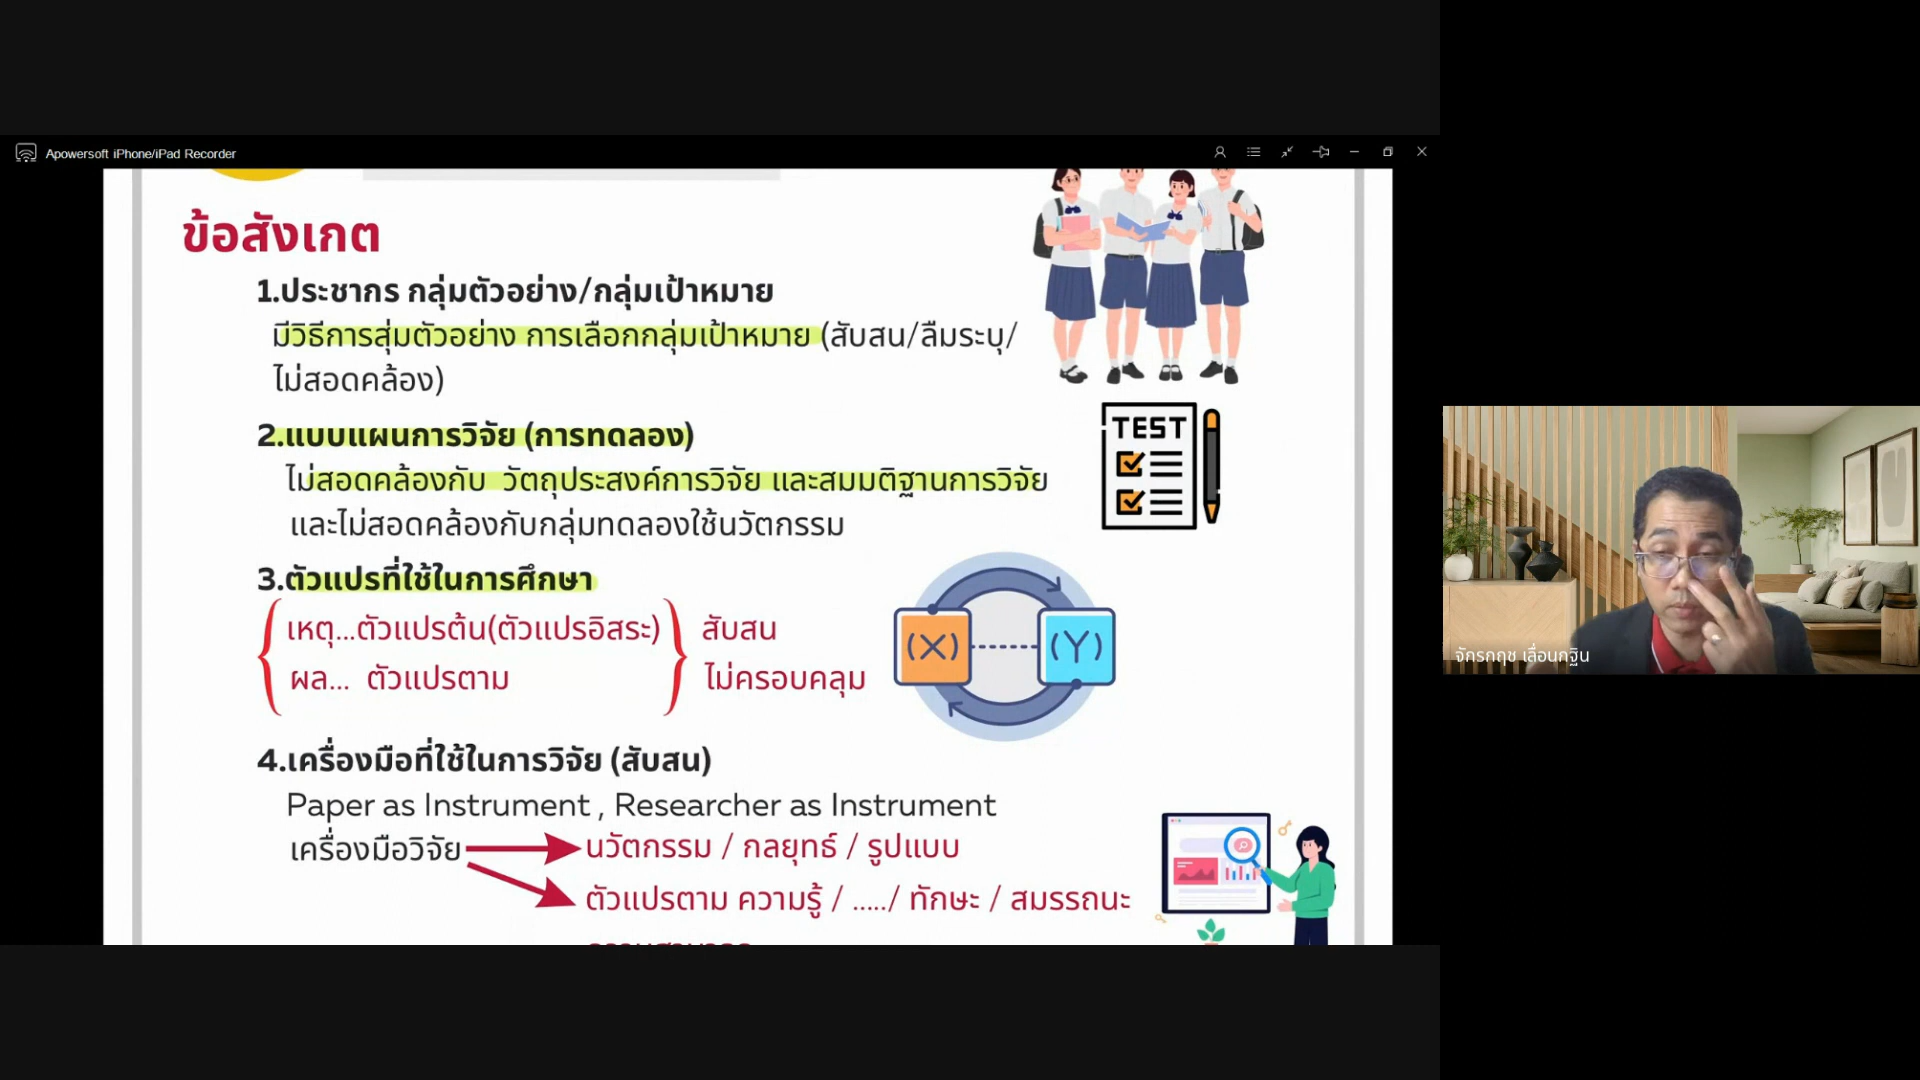 Apowersoft iPhone/iPad Recorder
ข้อสังเกต
1.ประชากร กลุ่มตัวอย่าง/กลุ่มเป้าหมาย
มีวิธีการสุ่มตัวอย่าง การเลือกกลุ่มเป้าหมาย (สับสน/ลืมระบุ/
ไม่สอดคล้อง)
TEST
2.แบบแผนการวิจัย (การทดลอง)
ไม่สอดคล้องกับ วัตถุประสงค์การวิจัย และสมมติฐานการวิจัย
และไม่สอดคล้องกับกลุ่มทดลองใช้นวัตกรรม
3.ตัวแปรที่ใช้ในการศึกษา
เหตุ...ตัวแปรต้น(ตัวแปรอิสระ) สับสน
ผล... ตัวแปรตาม ไม่ครอบคลุม
(X) (Y)
จักรกฤช เลื่อนกฐิน
4.เครื่องมือที่ใช้ในการวิจัย (สับสน)
Paper as Instrument , Researcher as Instrument
เครื่องมือวิจัย นวัตกรรม / กลยุทธ์ / รูปแบบ
ตัวแปรตาม ความรู้ / ...../ ทักษะ / สมรรถนะ